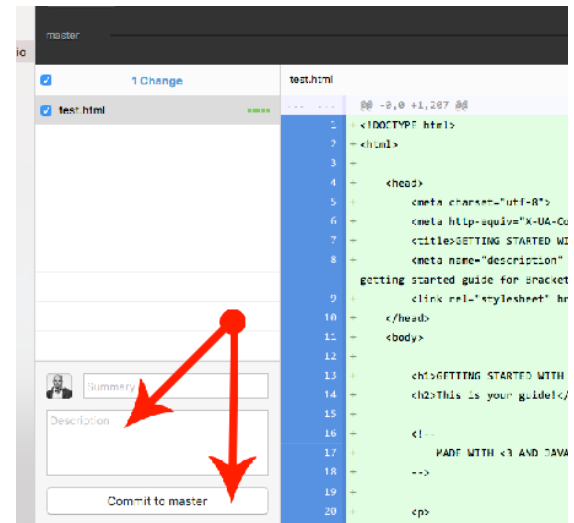 master
io
1 Change
test.html
test.html
@@ -0,0 +1,207 @@
1 + <!DOCTYPE html>
2 + <html>
3 +
4 + <head>
5 + <meta charset="utf-8">
6 + <meta http-equiv="X-UA-Co
7 + <title>GETTING STARTED WI
8 + <meta name="description"
getting started guide for Bracket
9 + <link rel="stylesheet" hr
10 + </head>
11 + <body>
12 +
13 + <h1>GETTING STARTED WITH
14 + <h2>This is your guide!</
15 +
16 + <!--
17 + MADE WITH <3 AND JAVA
18 + -->
19 +
20 + <p>
Summary
Description
Commit to master